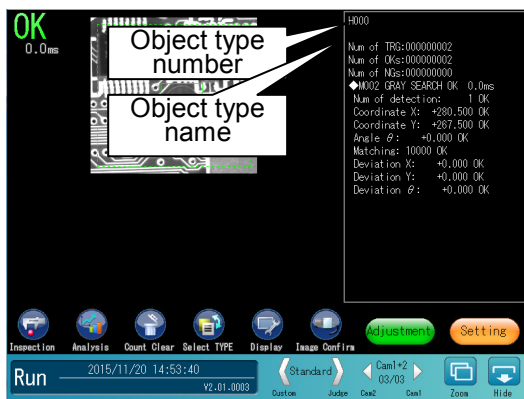 OK
0.0ms
Object type
number
Object type
name
H000
Num of TRG:000000002
Num of OKs:000000002
Num of NGs:000000000
◆M002 GRAY SEARCH OK 0.0ms
Num of detection: 1 OK
Coordinate X: +280.500 OK
Coordinate Y: +267.500 OK
Angle θ: +0.000 OK
Matching: 10000 OK
Deviation X: +0.000 OK
Deviation Y: +0.000 OK
Deviation θ: +0.000 OK
Inspection Analysis Count Clear Select TYPE Display Image Confirm
Adjustment Setting
Run
2015/11/20 14:53:40
V2.01.0003
Standard
Custom Judge
Cam1+2
03/03
Cam2 Cam1
Zoom Hide